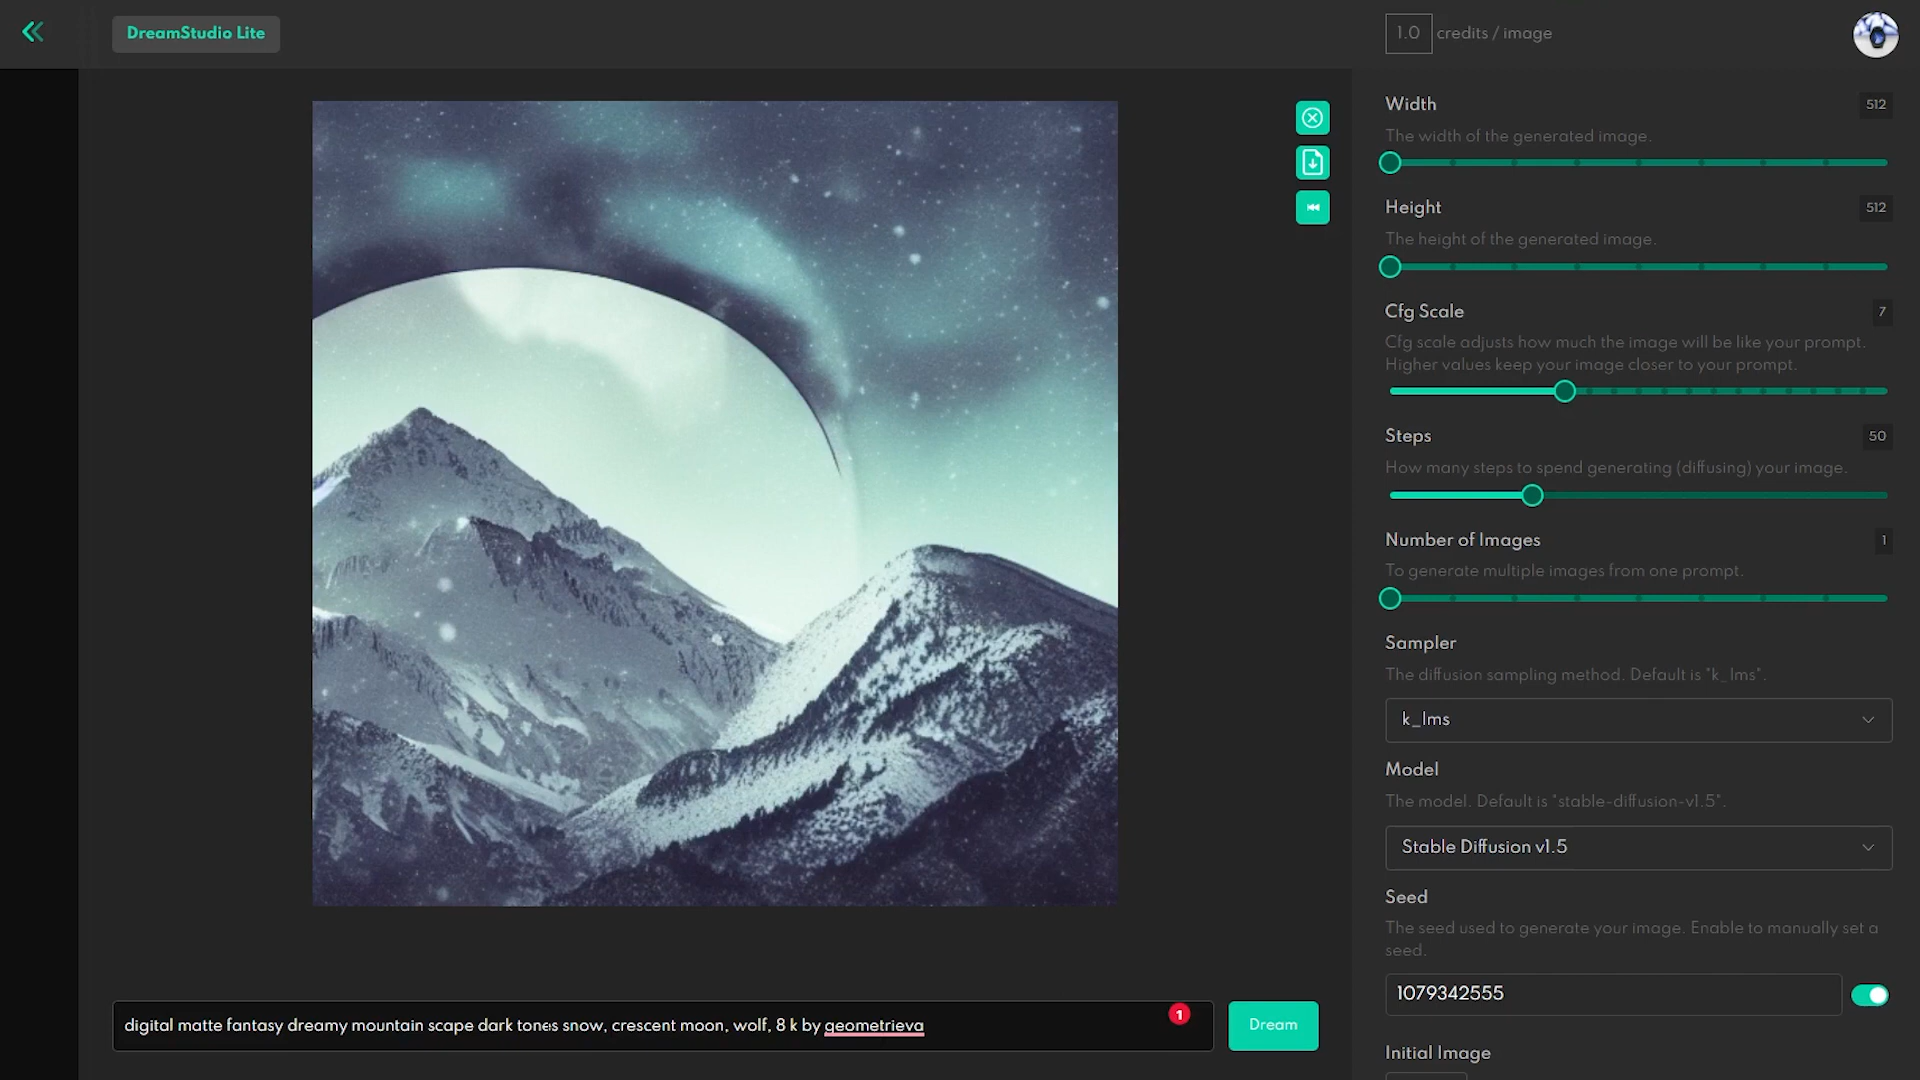 DreamStudio Lite
1.0 credits / image
Width 512
The width of the generated image.
Height 512
The height of the generated image.
Cfg Scale 7
Cfg scale adjusts how much the image will be like your prompt.
Higher values keep your image closer to your prompt.
Steps 50
How many steps to spend generating (diffusing) your image.
Number of Images 1
To generate multiple images from one prompt.
Sampler
The diffusion sampling method. Default is "k_lms".
k_lms
Model
The model. Default is "stable-diffusion-v1.5".
Stable Diffusion v1.5
Seed
The seed used to generate your image. Enable to manually set a
seed.
1079342555
Initial Image
digital matte fantasy dreamy mountain scape dark tones snow, crescent moon, wolf, 8 k by geometrieva
1
Dream